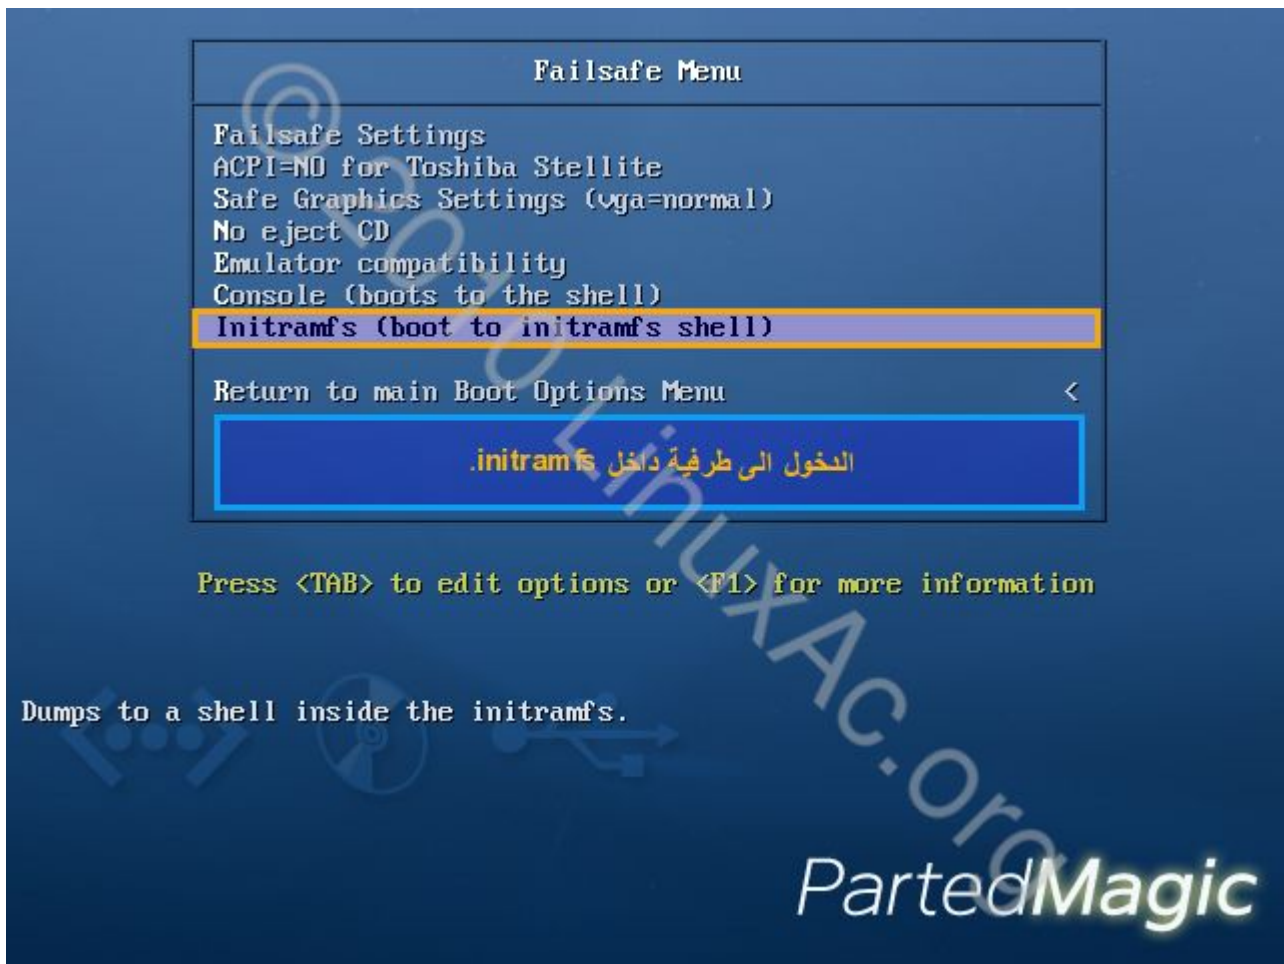 Failsafe Menu
Failsafe Settings
ACPI=NO for Toshiba Stellite
Safe Graphics Settings (vga=normal)
No eject CD
Emulator compatibility
Console (boots to the shell)
Initramfs (boot to initramfs shell)
Return to main Boot Options Menu <
الدخول الى طرفية داخل initramfs.
Press <TAB> to edit options or <F1> for more information
Dumps to a shell inside the initramfs.
PartedMagic
© 2010 LinuxAc.org